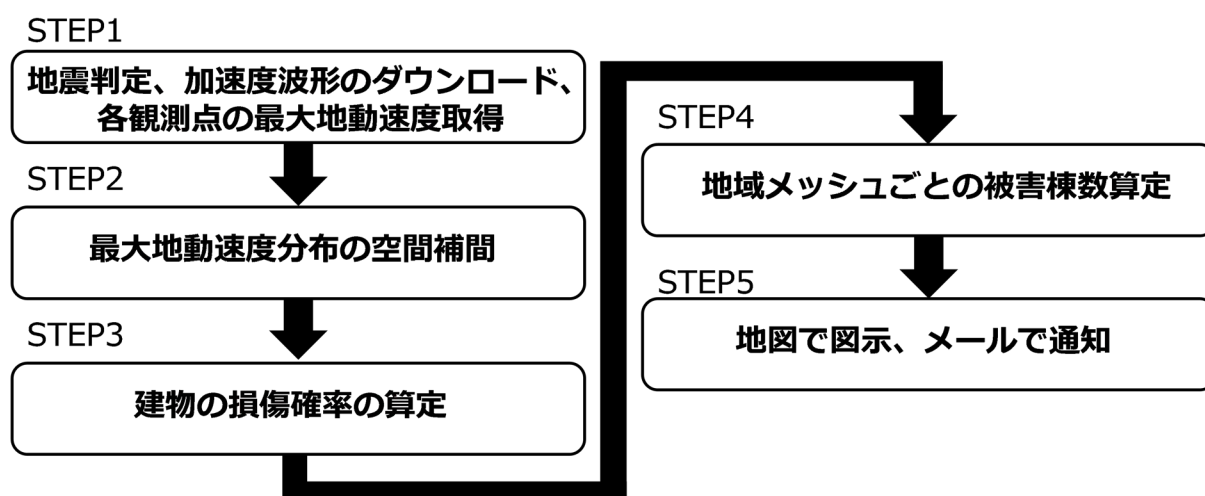 STEP1
地震判定、加速度波形のダウンロード、
各観測点の最大地動速度取得
STEP2
最大地動速度分布の空間補間
STEP3
建物の損傷確率の算定
STEP4
地域メッシュごとの被害棟数算定
STEP5
地図で図示、メールで通知